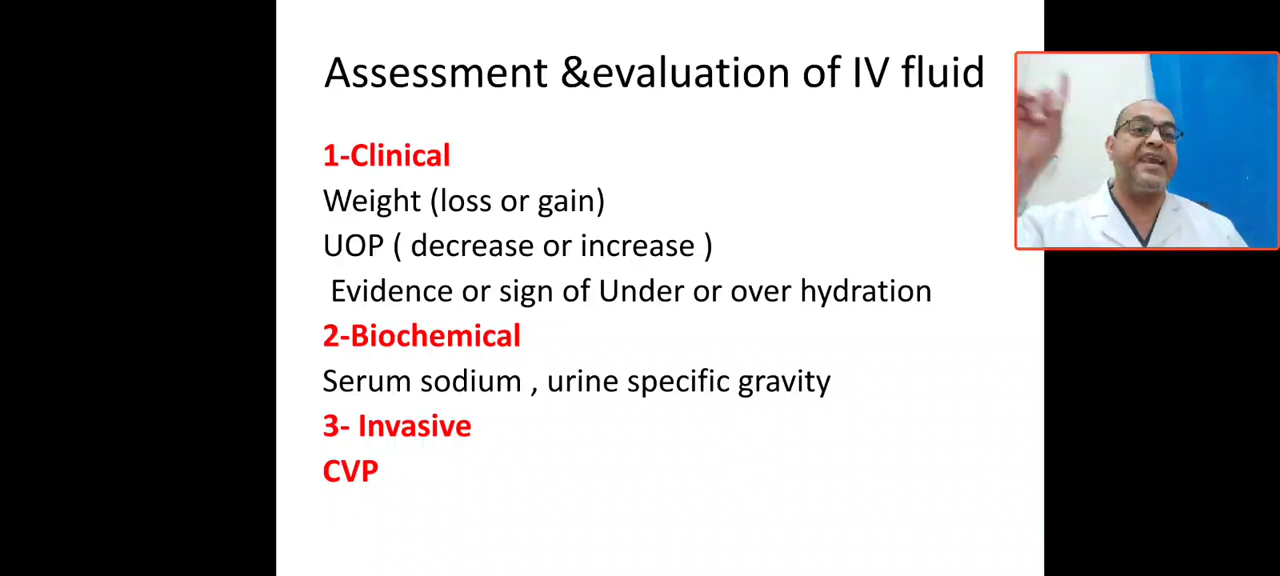 Assessment &evaluation of IV fluid
1-Clinical
Weight (loss or gain)
UOP ( decrease or increase )
Evidence or sign of Under or over hydration
2-Biochemical
Serum sodium , urine specific gravity
3- Invasive
CVP